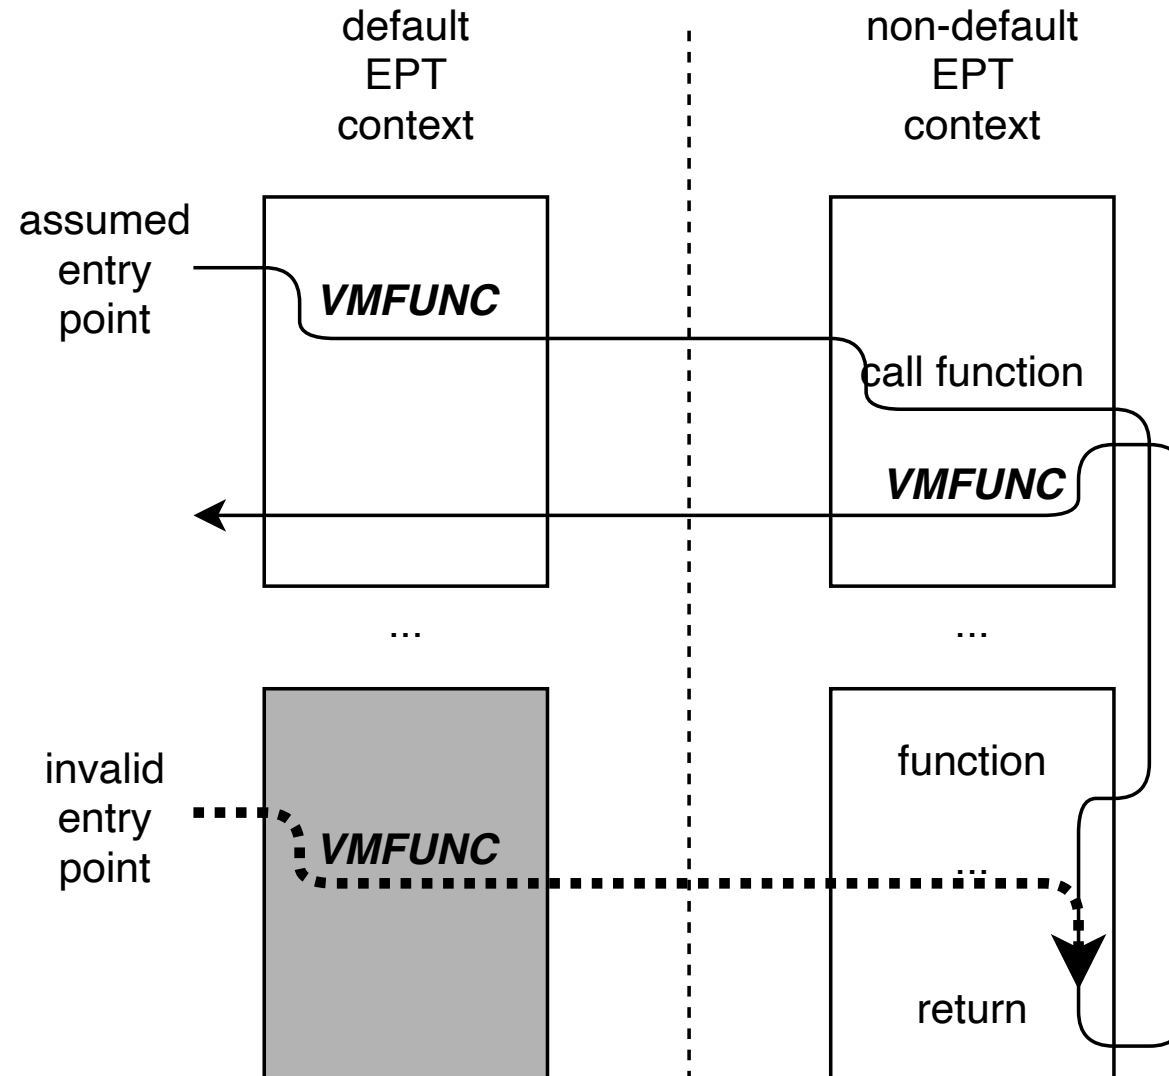 default
EPT
context
non-default
EPT
context
assumed
entry
point
VMFUNC
call function
VMFUNC
...
...
invalid
entry
point
VMFUNC
function
...
return